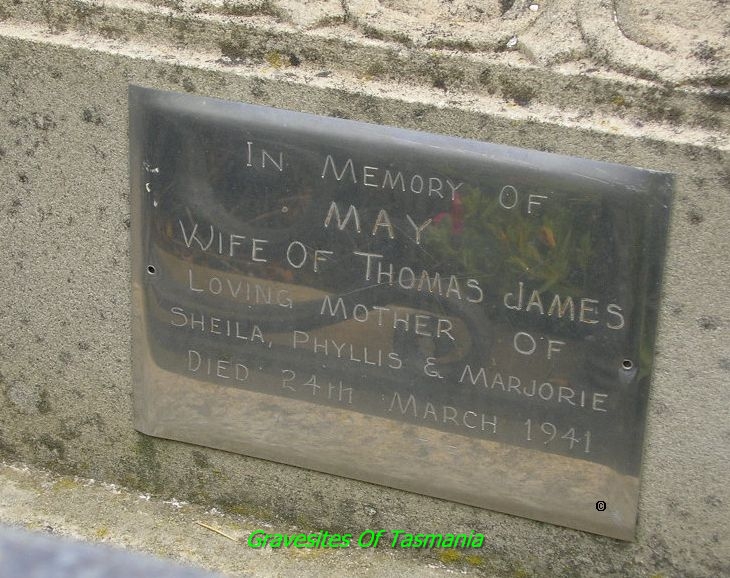 IN MEMORY OF
MAY
WIFE OF THOMAS JAMES
LOVING MOTHER OF
SHEILA, PHYLLIS & MARJORIE
DIED 24TH MARCH 1941
©
Gravesites Of Tasmania